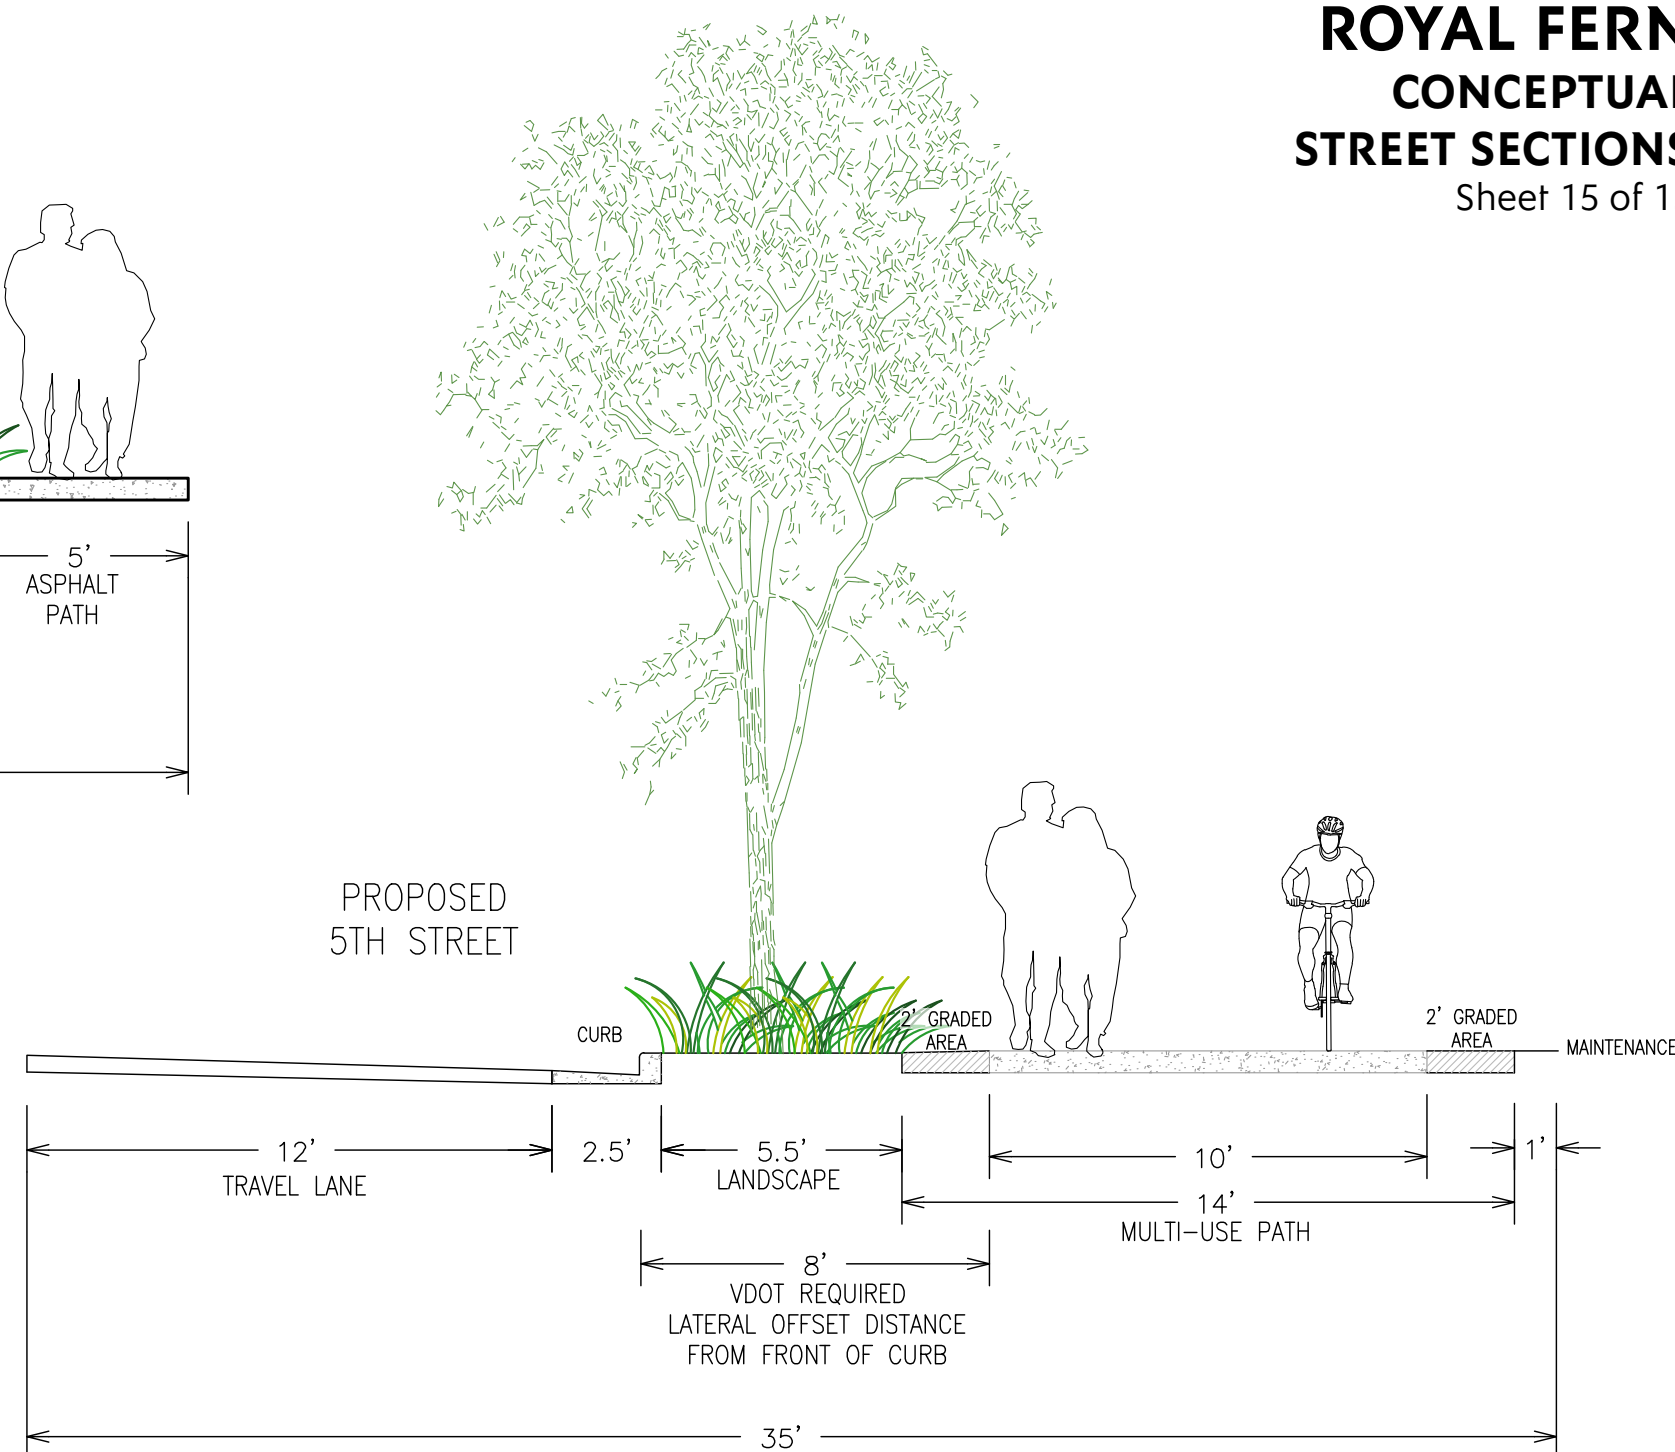 ROYAL FERN
CONCEPTUAL
STREET SECTIONS
Sheet 15 of 1
5'
ASPHALT
PATH
PROPOSED
5TH STREET
CURB
2' GRADED
AREA
2' GRADED
AREA
MAINTENANCE
12'
TRAVEL LANE
2.5'
5.5'
LANDSCAPE
10'
1'
14'
MULTI-USE PATH
8'
VDOT REQUIRED
LATERAL OFFSET DISTANCE
FROM FRONT OF CURB
35'